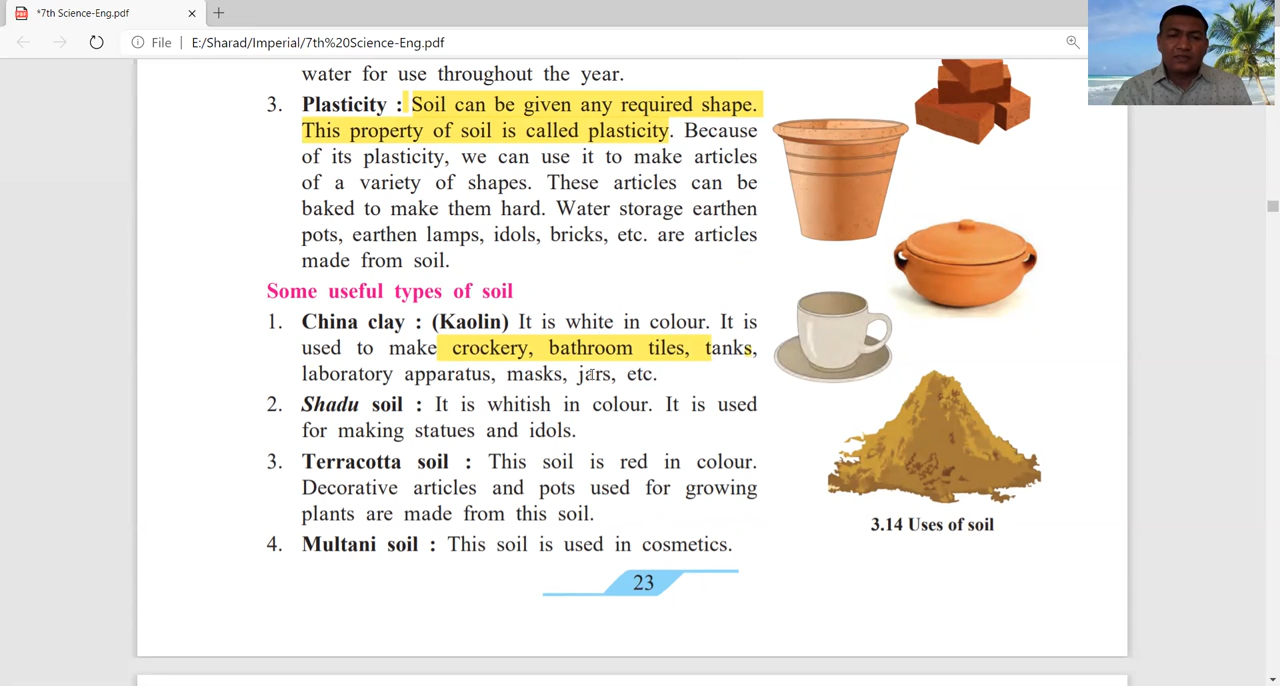 *7th Science-Eng.pdf
File | E:/Sharad/Imperial/7th%20Science-Eng.pdf
water for use throughout the year.
3. Plasticity : Soil can be given any required shape.
This property of soil is called plasticity. Because
of its plasticity, we can use it to make articles
of a variety of shapes. These articles can be
baked to make them hard. Water storage earthen
pots, earthen lamps, idols, bricks, etc. are articles
made from soil.
Some useful types of soil
1. China clay : (Kaolin) It is white in colour. It is
used to make crockery, bathroom tiles, tanks,
laboratory apparatus, masks, jars, etc.
2. Shadu soil : It is whitish in colour. It is used
for making statues and idols.
3. Terracotta soil : This soil is red in colour.
Decorative articles and pots used for growing
plants are made from this soil.
3.14 Uses of soil
4. Multani soil : This soil is used in cosmetics.
23